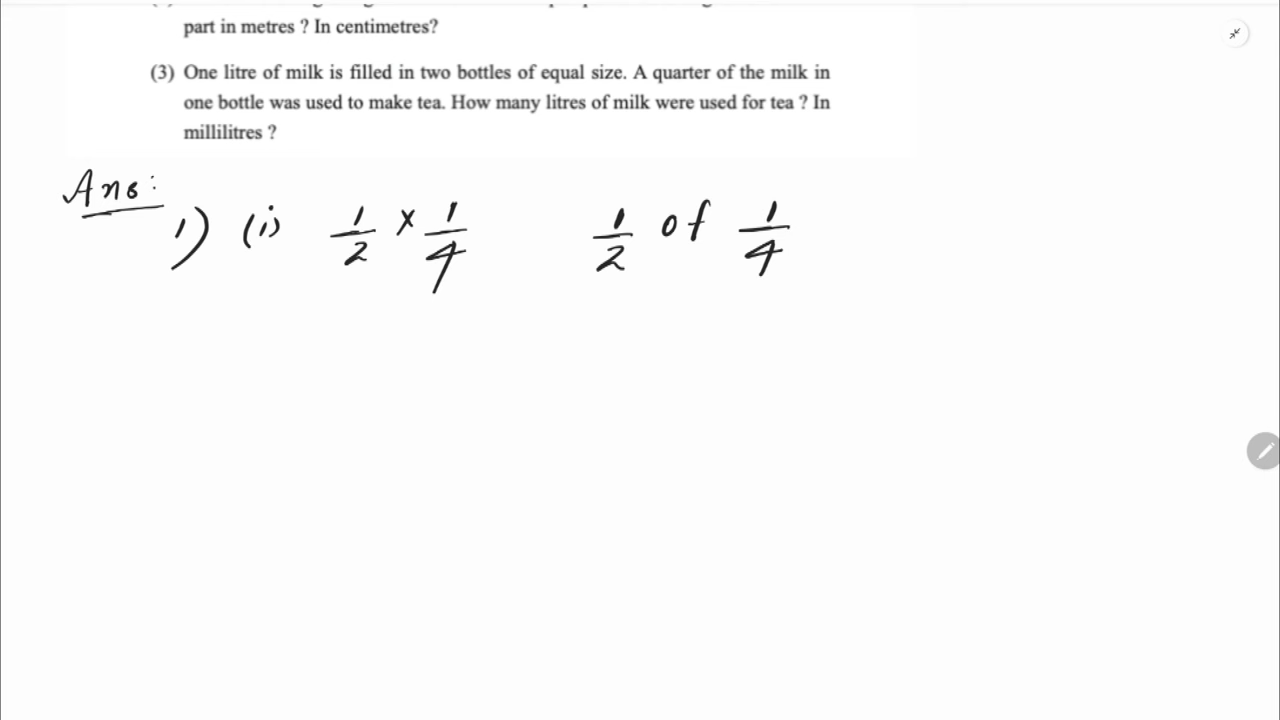 part in metres ? In centimetres?
(3) One litre of milk is filled in two bottles of equal size. A quarter of the milk in
one bottle was used to make tea. How many litres of milk were used for tea ? In
millilitres ?
Ans:
1) (i) 1/2 × 1/4 1/2 of 1/4